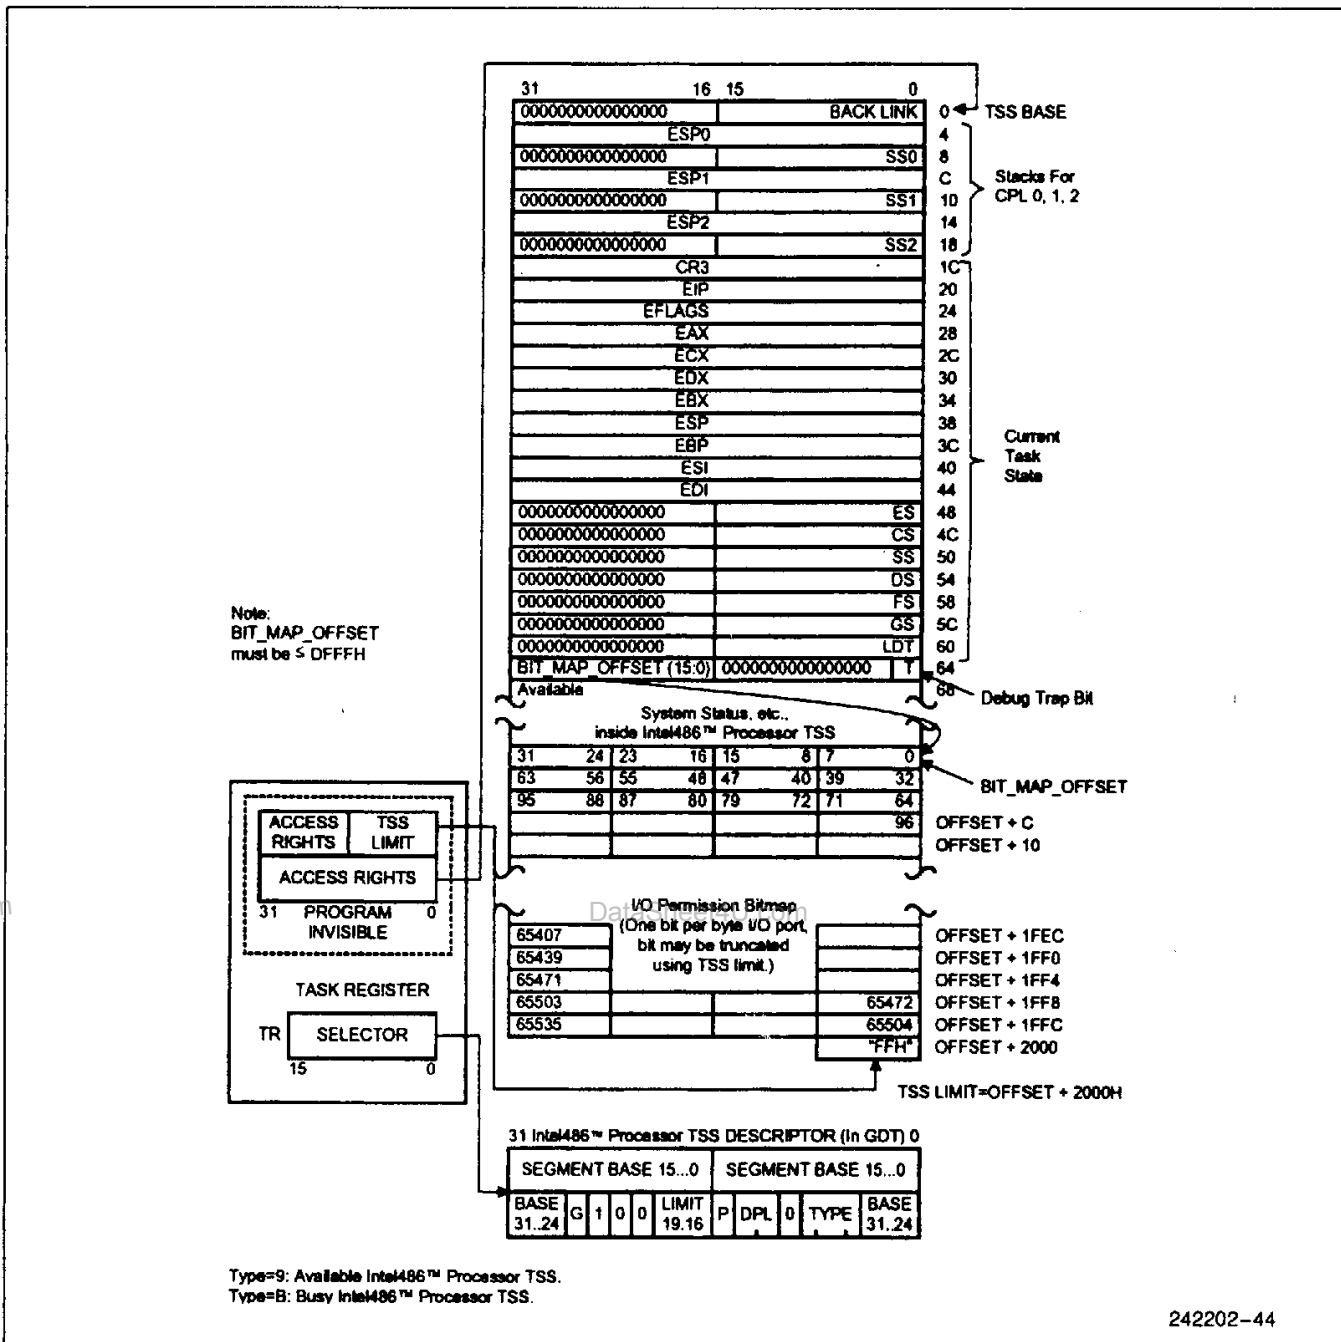 31 16 15 0
0000000000000000 BACK LINK 0 TSS BASE
ESP0 4
0000000000000000 SS0 8
ESP1 C
0000000000000000 SS1 10
ESP2 14
0000000000000000 SS2 18
Stacks For
CPL 0, 1, 2
CR3 1C
EIP 20
EFLAGS 24
EAX 28
ECX 2C
EDX 30
EBX 34
ESP 38
EBP 3C
ESI 40
EDI 44
Current
Task
State
0000000000000000 ES 48
0000000000000000 CS 4C
0000000000000000 SS 50
0000000000000000 DS 54
0000000000000000 FS 58
0000000000000000 GS 5C
0000000000000000 LDT 60
BIT_MAP_OFFSET (15:0) 0000000000000000 T 64
Available 68
Debug Trap Bit
Note:
BIT_MAP_OFFSET
must be ≤ DFFFH
System Status, etc.,
inside Intel486™ Processor TSS
31 24 23 16 15 8 7 0
63 56 55 48 47 40 39 32
BIT_MAP_OFFSET
95 88 87 80 79 72 71 64
96 OFFSET + C
OFFSET + 10
ACCESS RIGHTS
TSS LIMIT
ACCESS RIGHTS
31 PROGRAM 0
INVISIBLE
TASK REGISTER
TR SELECTOR
15 0
DataSheet4U.com
I/O Permission Bitmap
(One bit per byte I/O port,
bit may be truncated
using TSS limit.)
65407 OFFSET + 1FEC
65439 OFFSET + 1FF0
65471 OFFSET + 1FF4
65503 65472 OFFSET + 1FF8
65535 65504 OFFSET + 1FFC
"FFH" OFFSET + 2000
TSS LIMIT=OFFSET + 2000H
31 Intel486™ Processor TSS DESCRIPTOR (In GDT) 0
SEGMENT BASE 15...0 SEGMENT BASE 15...0
BASE 31..24 G 1 0 0 LIMIT 19.16 P DPL 0 TYPE BASE 31..24
Type=9: Available Intel486™ Processor TSS.
Type=B: Busy Intel486™ Processor TSS.
242202-44